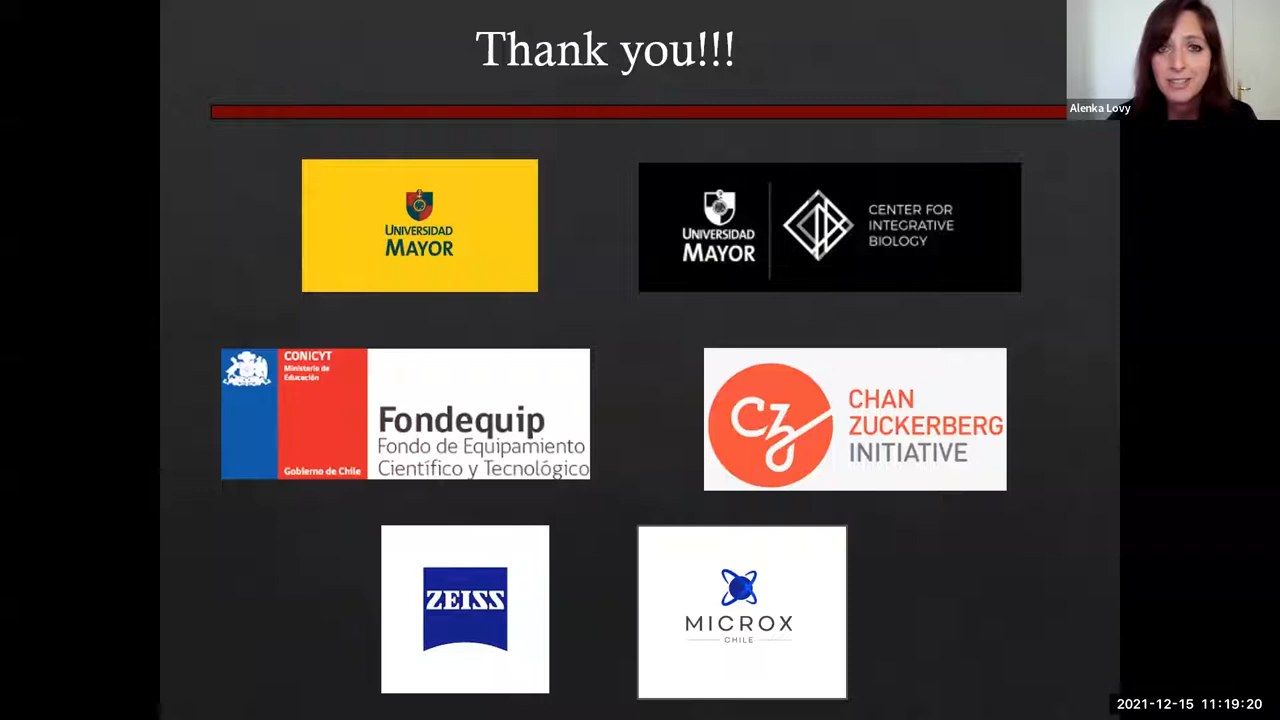 Thank you!!!
Alenka Lovy
UNIVERSIDAD
MAYOR
UNIVERSIDAD
MAYOR
CENTER FOR
INTEGRATIVE
BIOLOGY
CONICYT
Ministerio de
Educación
Gobierno de Chile
Fondequip
Fondo de Equipamiento
Científico y Tecnológico
CZ
CHAN
ZUCKERBERG
INITIATIVE
ZEISS
MICROX
CHILE
2021-12-15 11:19:20